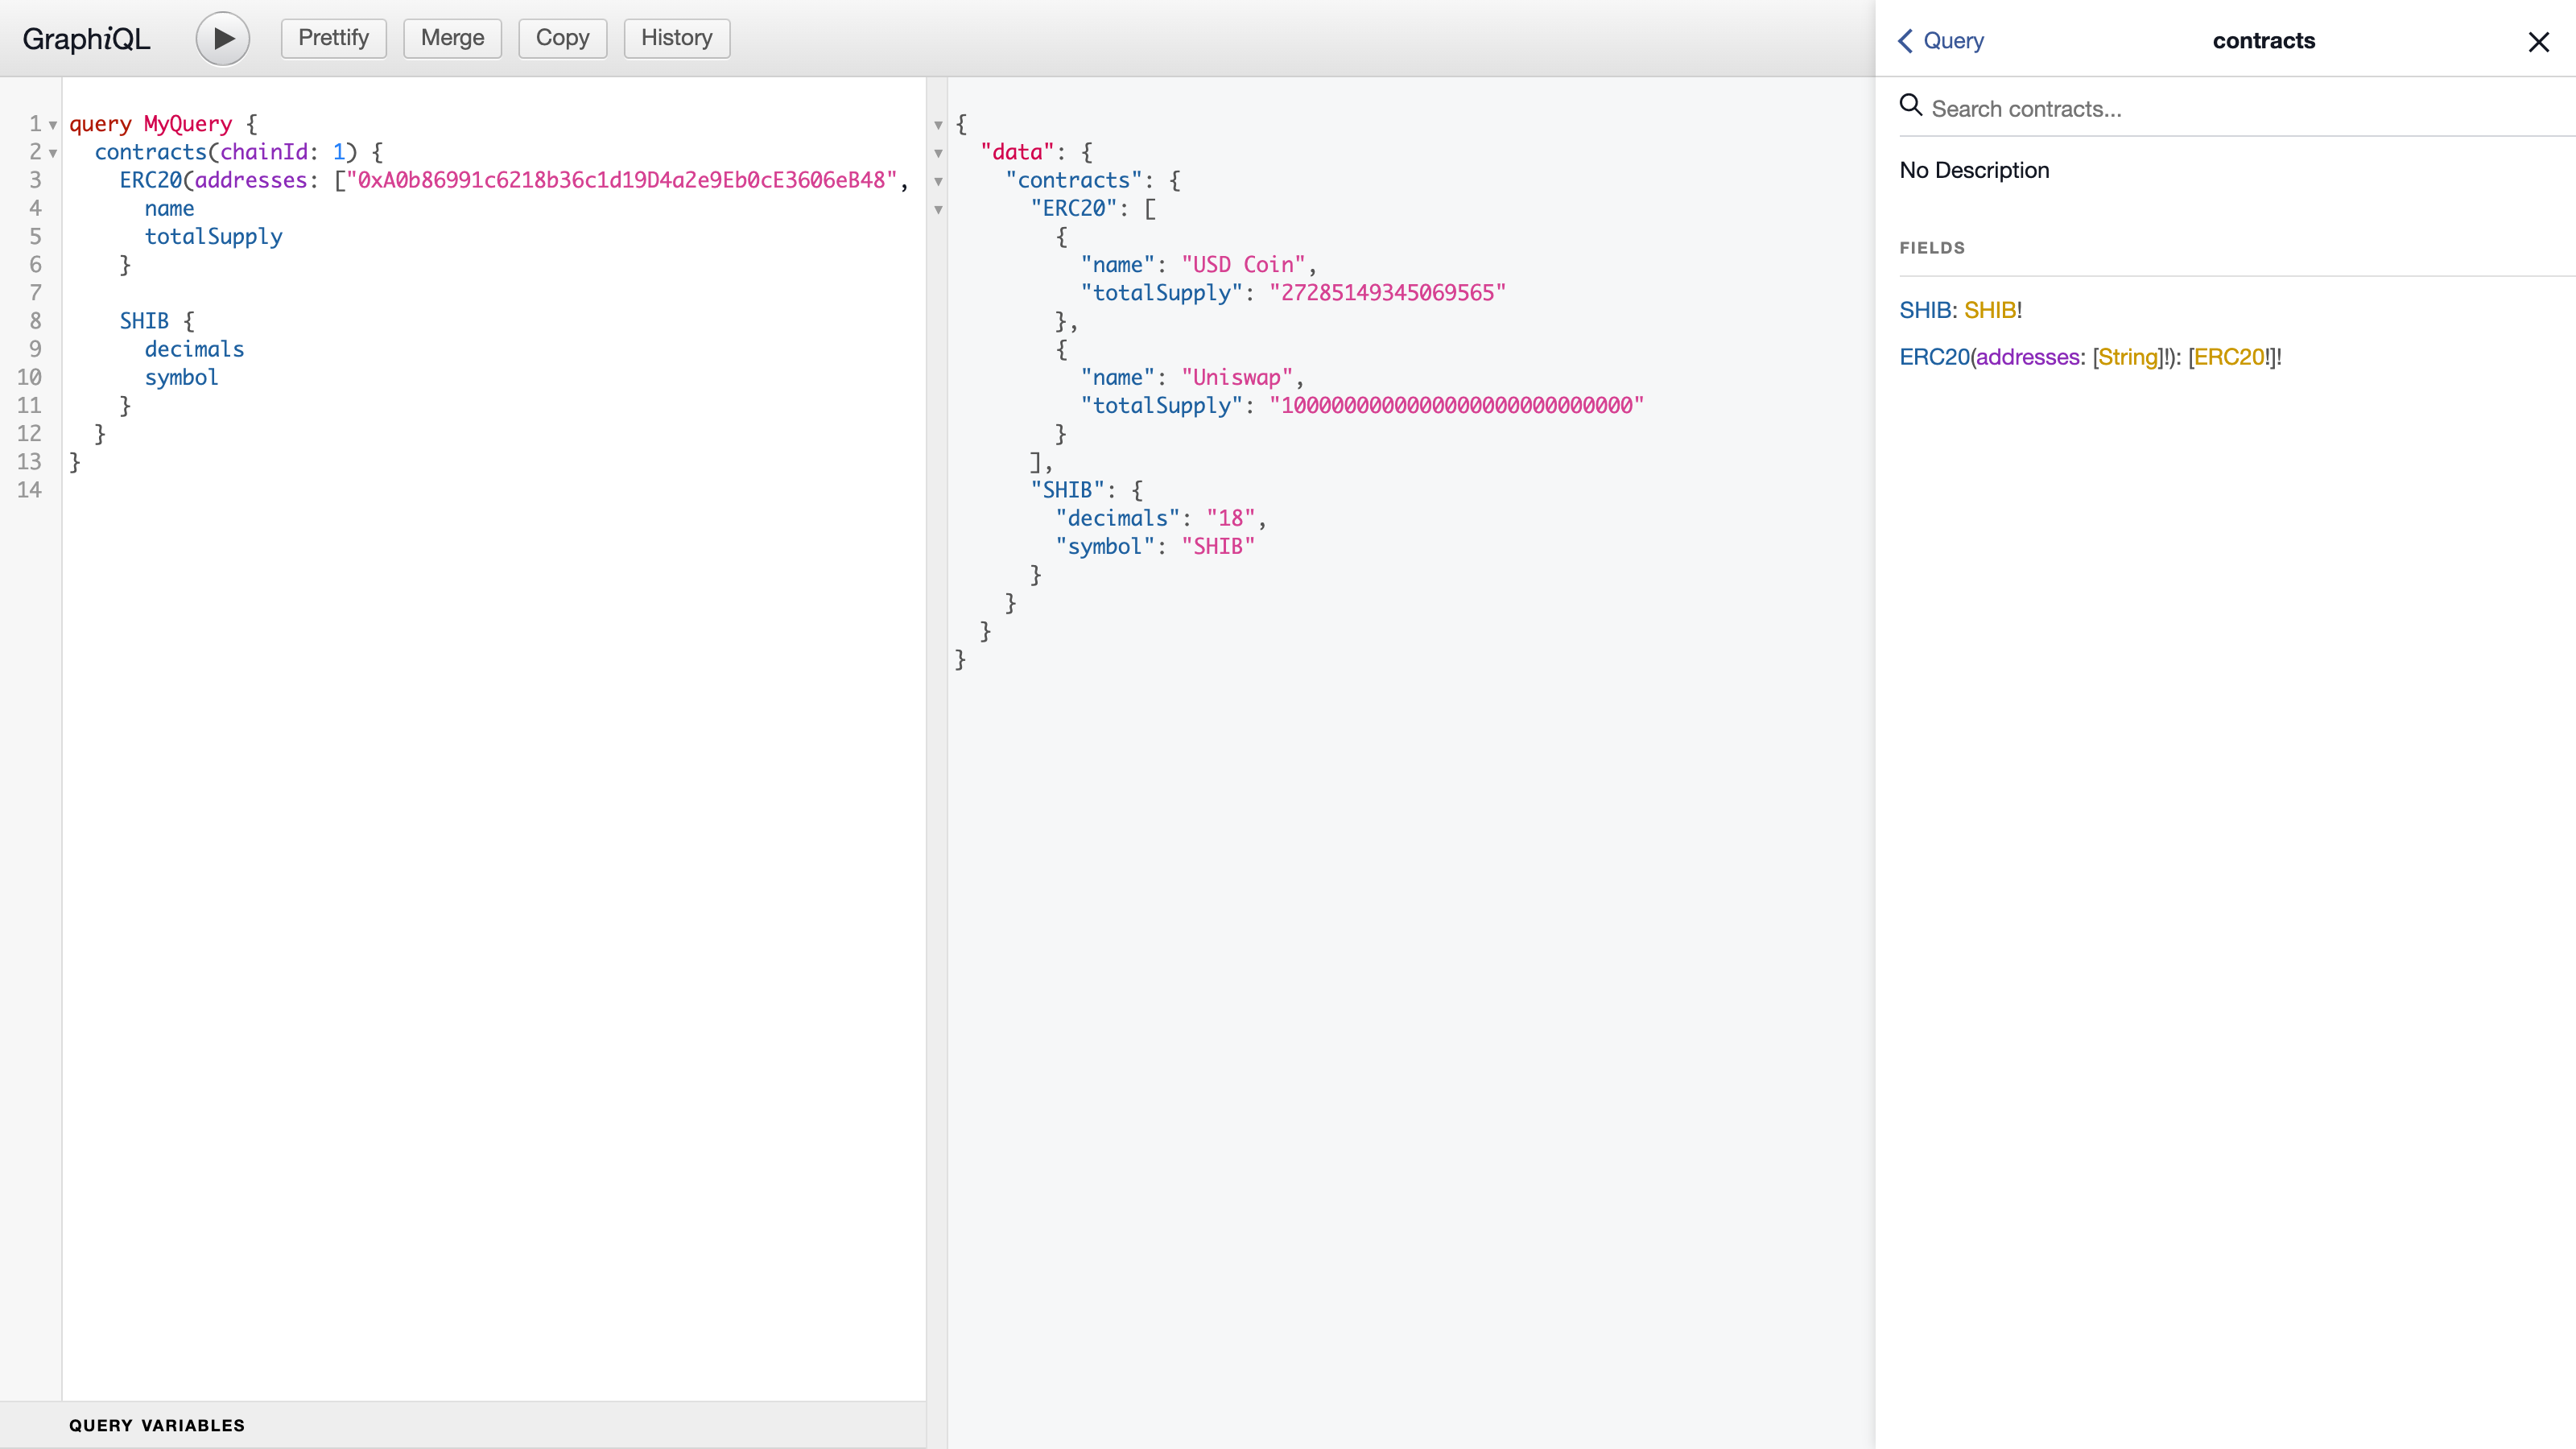 GraphiQL
Prettify
Merge
Copy
History
1 query MyQuery {
2 contracts(chainId: 1) {
3 ERC20(addresses: ["0xA0b86991c6218b36c1d19D4a2e9Eb0cE3606eB48",
4 name
5 totalSupply
6 }
7
8 SHIB {
9 decimals
10 symbol
11 }
12 }
13 }
14
QUERY VARIABLES
{
"data": {
"contracts": {
"ERC20": [
{
"name": "USD Coin",
"totalSupply": "27285149345069565"
},
{
"name": "Uniswap",
"totalSupply": "1000000000000000000000000000"
}
],
"SHIB": {
"decimals": "18",
"symbol": "SHIB"
}
}
}
}
Query
contracts
Search contracts...
No Description
FIELDS
SHIB: SHIB!
ERC20(addresses: [String]!): [ERC20!]!